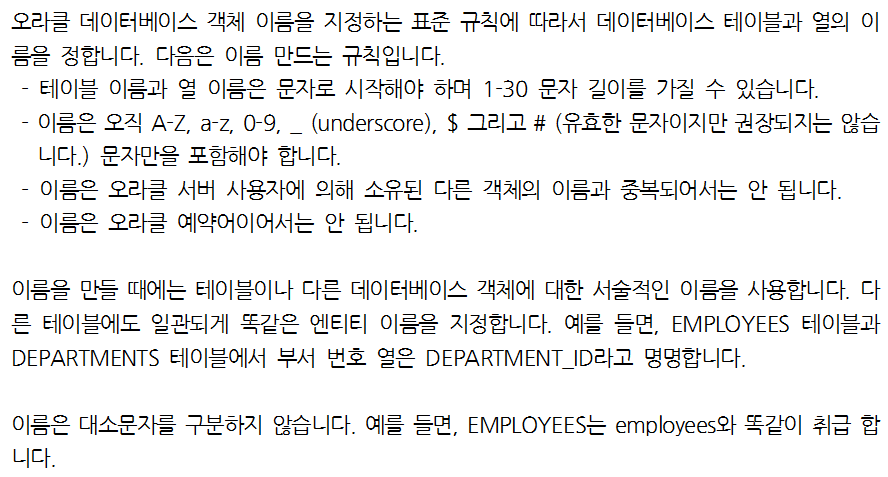 오라클 데이터베이스 객체 이름을 지정하는 표준 규칙에 따라서 데이터베이스 테이블과 열의 이
름을 정합니다. 다음은 이름 만드는 규칙입니다.
- 테이블 이름과 열 이름은 문자로 시작해야 하며 1-30 문자 길이를 가질 수 있습니다.
- 이름은 오직 A-Z, a-z, 0-9, _ (underscore), $ 그리고 # (유효한 문자이지만 권장되지는 않습
니다.) 문자만을 포함해야 합니다.
- 이름은 오라클 서버 사용자에 의해 소유된 다른 객체의 이름과 중복되어서는 안 됩니다.
- 이름은 오라클 예약어이어서는 안 됩니다.
이름을 만들 때에는 테이블이나 다른 데이터베이스 객체에 대한 서술적인 이름을 사용합니다. 다
른 테이블에도 일관되게 똑같은 엔티티 이름을 지정합니다. 예를 들면, EMPLOYEES 테이블과
DEPARTMENTS 테이블에서 부서 번호 열은 DEPARTMENT_ID라고 명명합니다.
이름은 대소문자를 구분하지 않습니다. 예를 들면, EMPLOYEES는 employees와 똑같이 취급 합
니다.